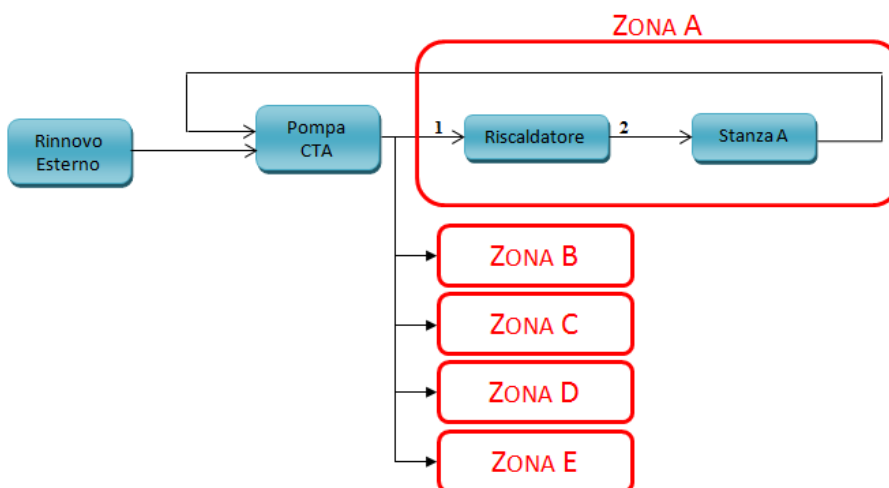 ZONA A
Rinnovo
Esterno
Pompa
CTA
1
Riscaldatore
2
Stanza A
ZONA B
ZONA C
ZONA D
ZONA E